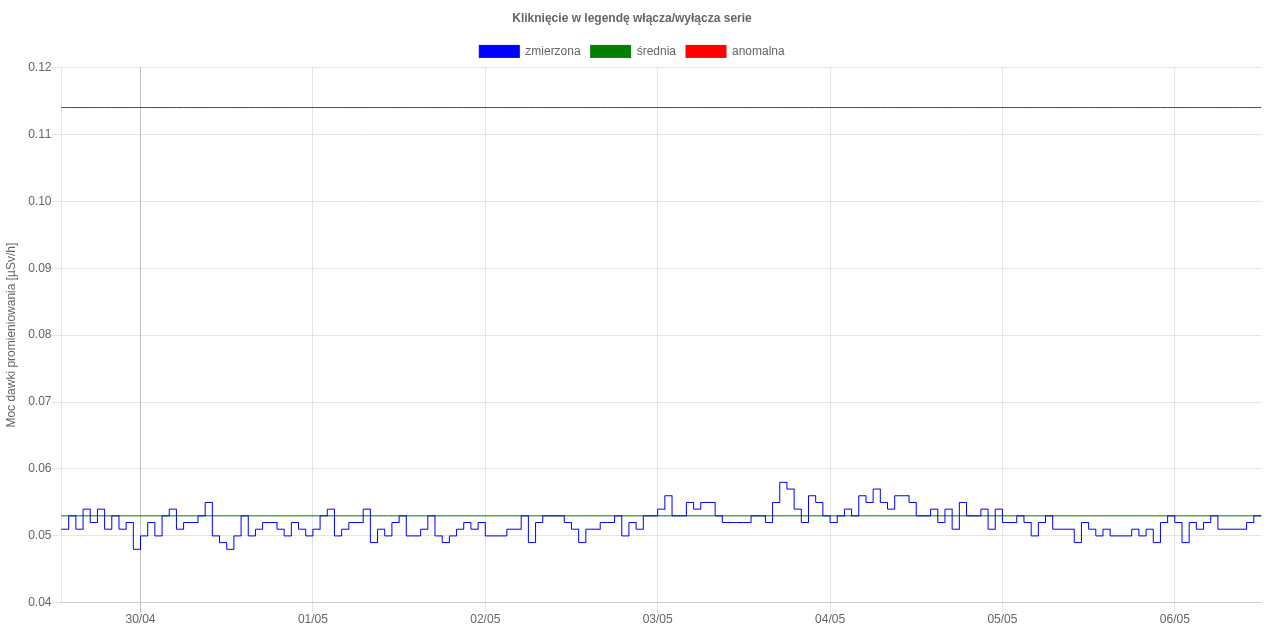 Kliknięcie w legendę włącza/wyłącza serie
zmierzona średnia anomalna
Moc dawki promieniowania [µSv/h]
0.12
0.11
0.10
0.09
0.08
0.07
0.06
0.05
0.04
30/04 01/05 02/05 03/05 04/05 05/05 06/05